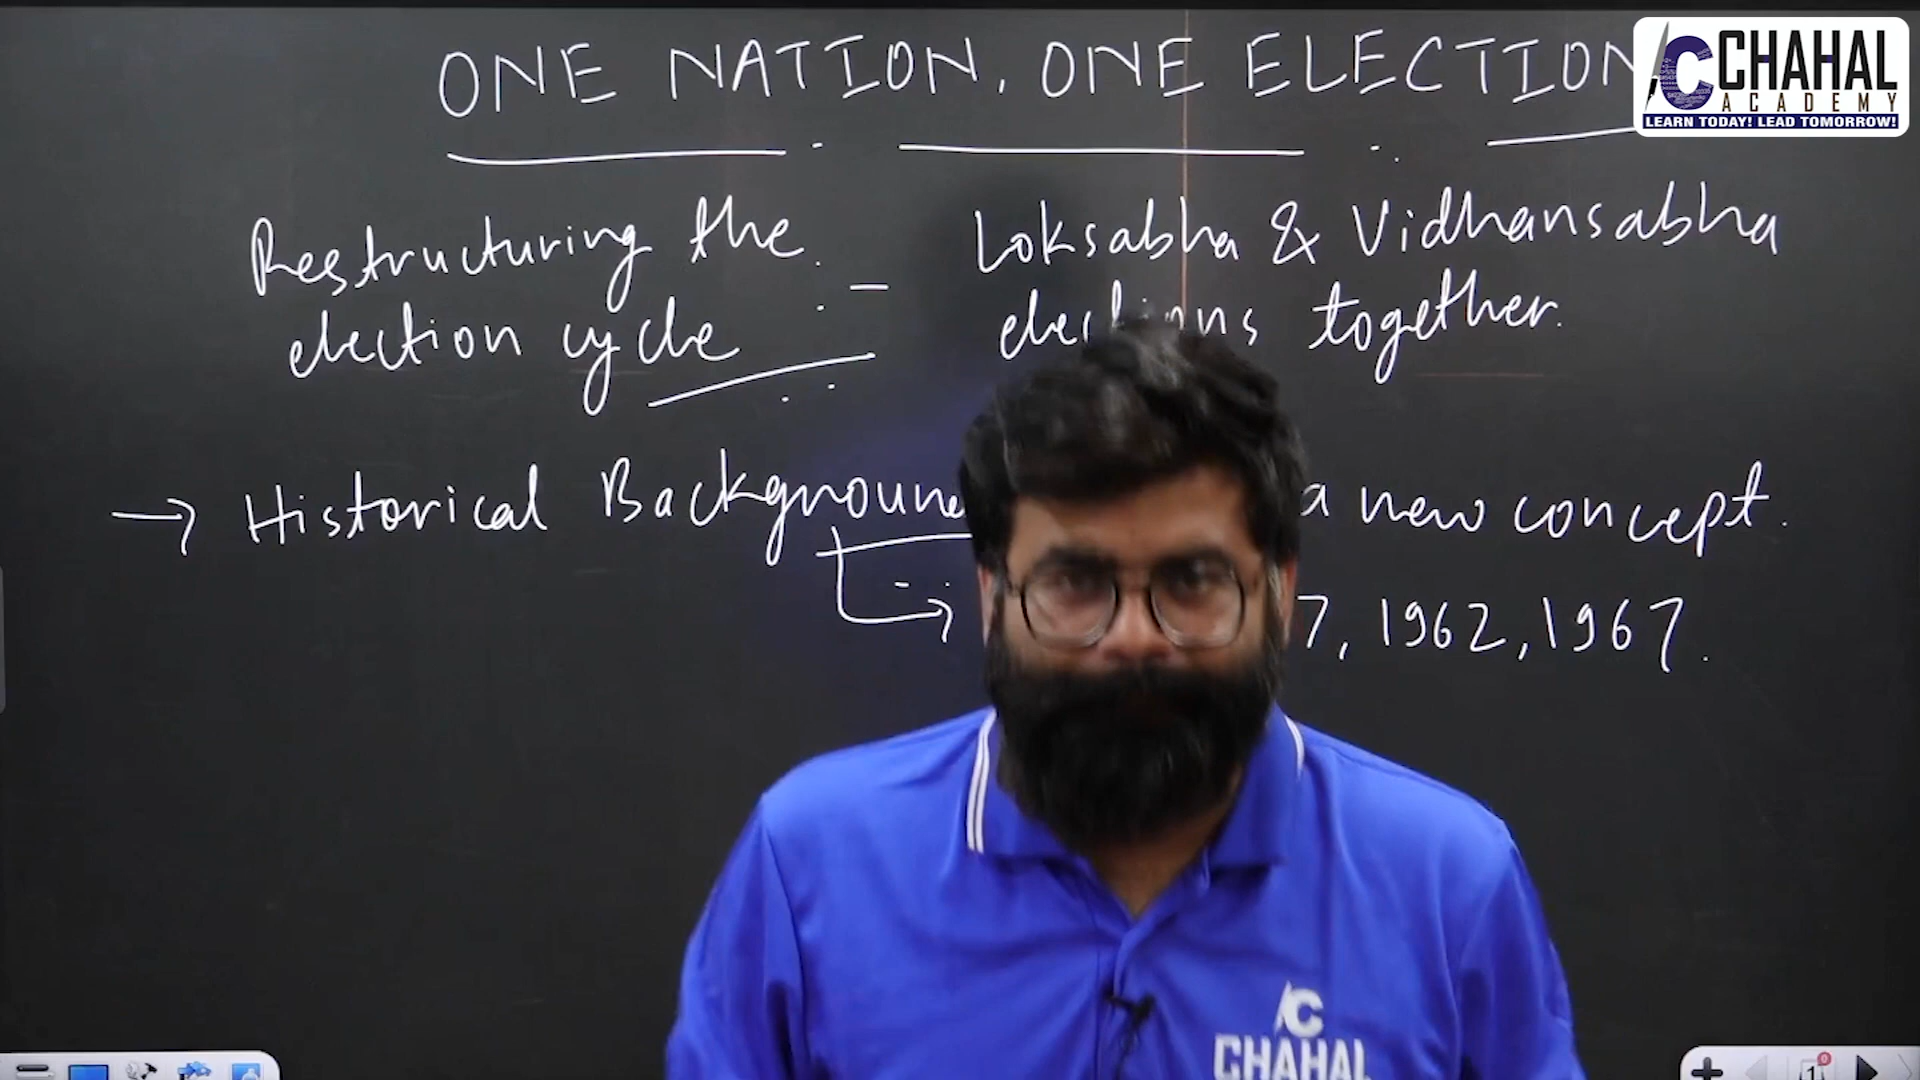 ONE NATION, ONE ELECTION
CHAHAL
ACADEMY
LEARN TODAY! LEAD TOMORROW!
Restructuring the
election cycle
- Loksabha & Vidhansabha
elections together.
→ Historical Background a new concept.
7, 1962, 1967.
CHAHAL